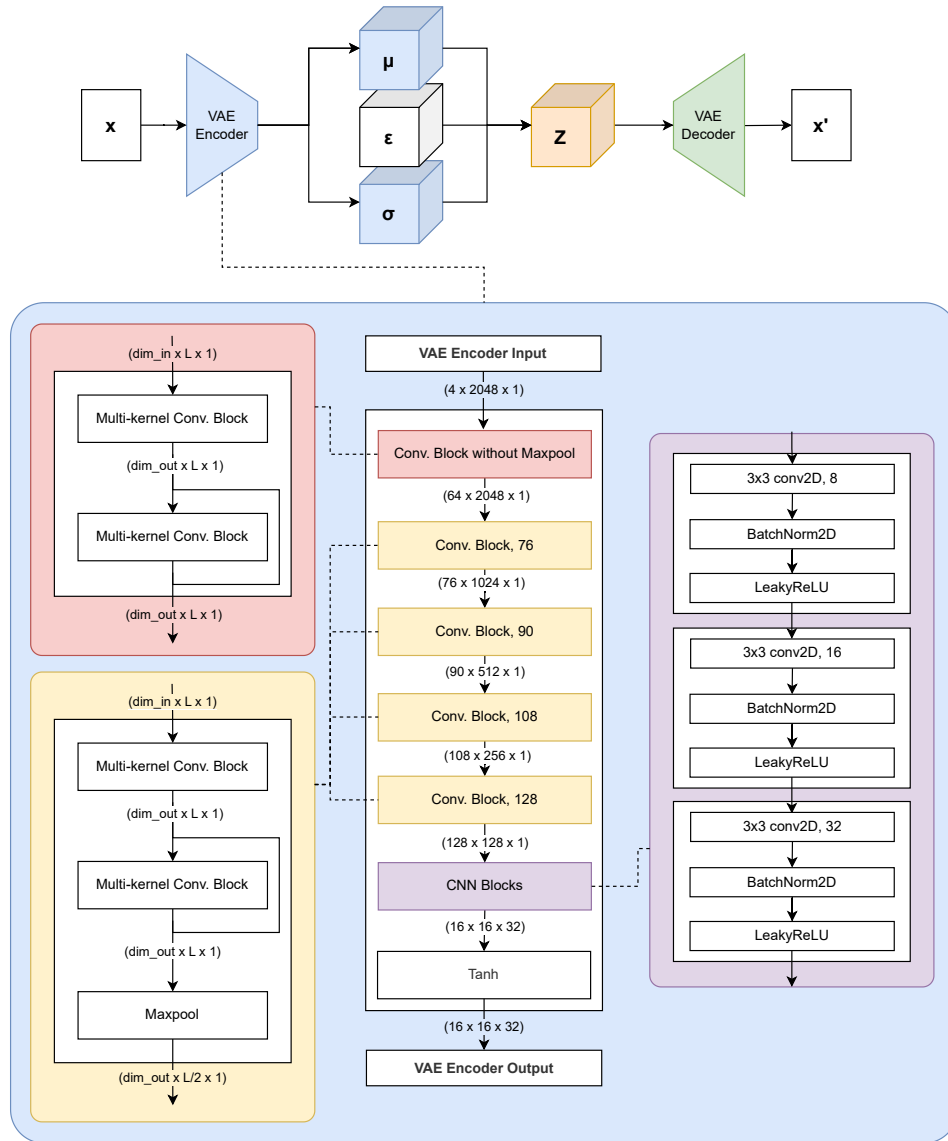 x
VAE
Encoder
μ
ε
σ
Z
VAE
Decoder
x'
(dim_in x L x 1)
Multi-kernel Conv. Block
(dim_out x L x 1)
Multi-kernel Conv. Block
(dim_out x L x 1)
(dim_in x L x 1)
Multi-kernel Conv. Block
(dim_out x L x 1)
Multi-kernel Conv. Block
(dim_out x L x 1)
Maxpool
(dim_out x L/2 x 1)
VAE Encoder Input
(4 x 2048 x 1)
Conv. Block without Maxpool
(64 x 2048 x 1)
Conv. Block, 76
(76 x 1024 x 1)
Conv. Block, 90
(90 x 512 x 1)
Conv. Block, 108
(108 x 256 x 1)
Conv. Block, 128
(128 x 128 x 1)
CNN Blocks
(16 x 16 x 32)
Tanh
(16 x 16 x 32)
VAE Encoder Output
3x3 conv2D, 8
BatchNorm2D
LeakyReLU
3x3 conv2D, 16
BatchNorm2D
LeakyReLU
3x3 conv2D, 32
BatchNorm2D
LeakyReLU